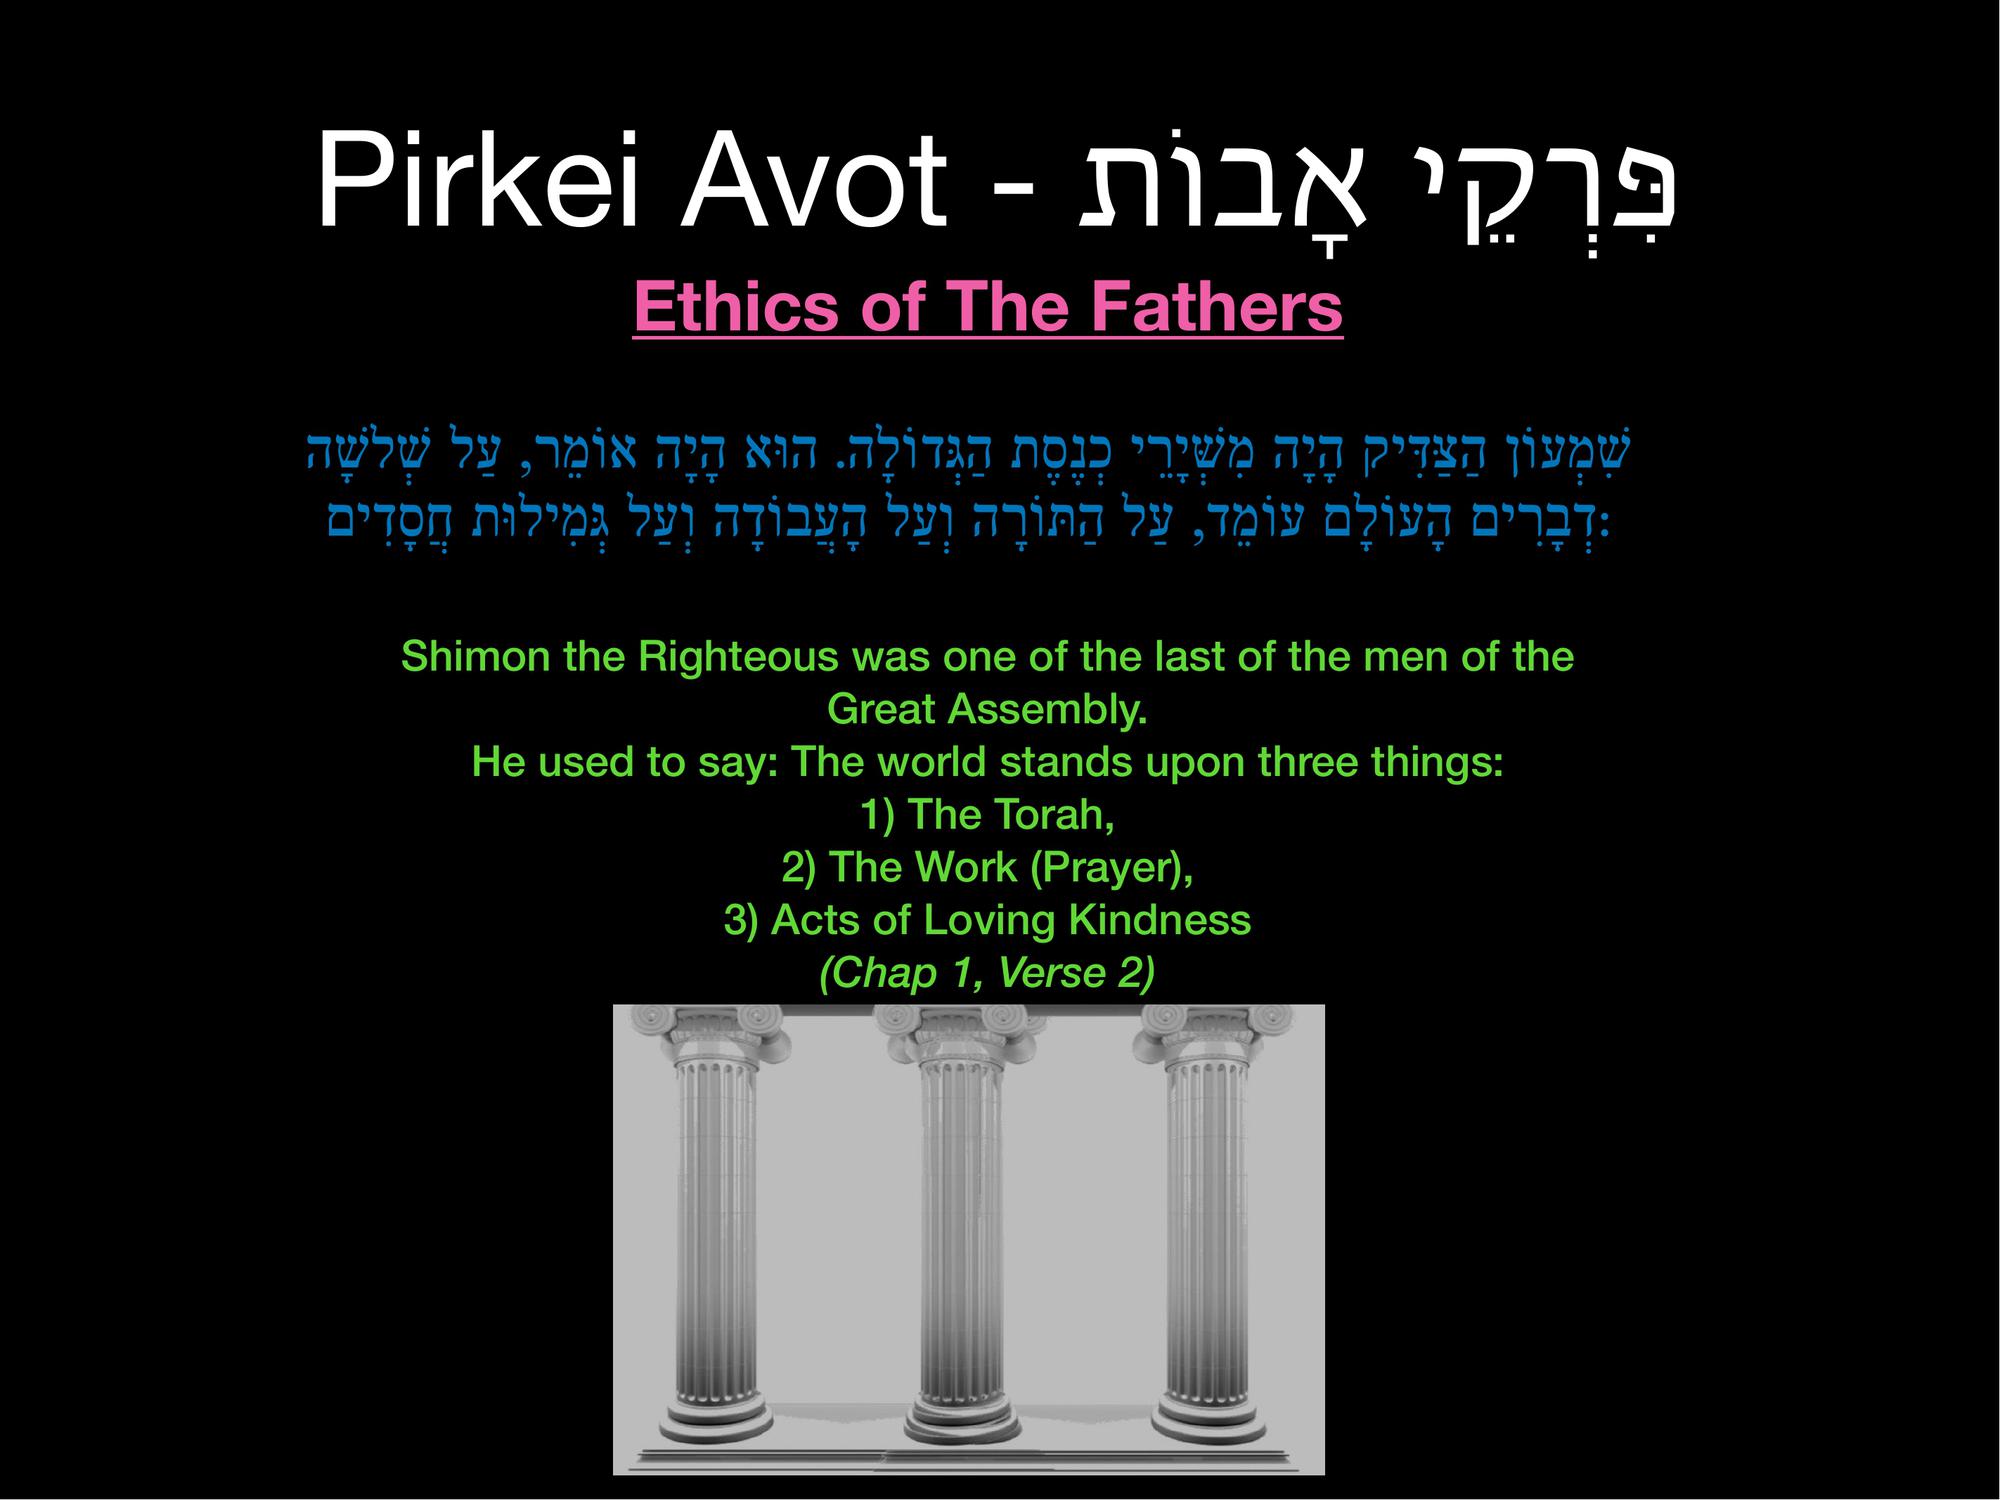 Pirkei Avot - פִּרְקֵי אָבוֹת
Ethics of The Fathers
שִׁמְעוֹן הַצַּדִּיק הָיָה מִשְּׁיָרֵי כְנֶסֶת הַגְּדוֹלָה. הוּא הָיָה אוֹמֵר, עַל שְׁלשָׁה
דְבָרִים הָעוֹלָם עוֹמֵד, עַל הַתּוֹרָה וְעַל הָעֲבוֹדָה וְעַל גְּמִילוּת חֲסָדִים:
Shimon the Righteous was one of the last of the men of the
Great Assembly.
He used to say: The world stands upon three things:
1) The Torah,
2) The Work (Prayer),
3) Acts of Loving Kindness
(Chap 1, Verse 2)